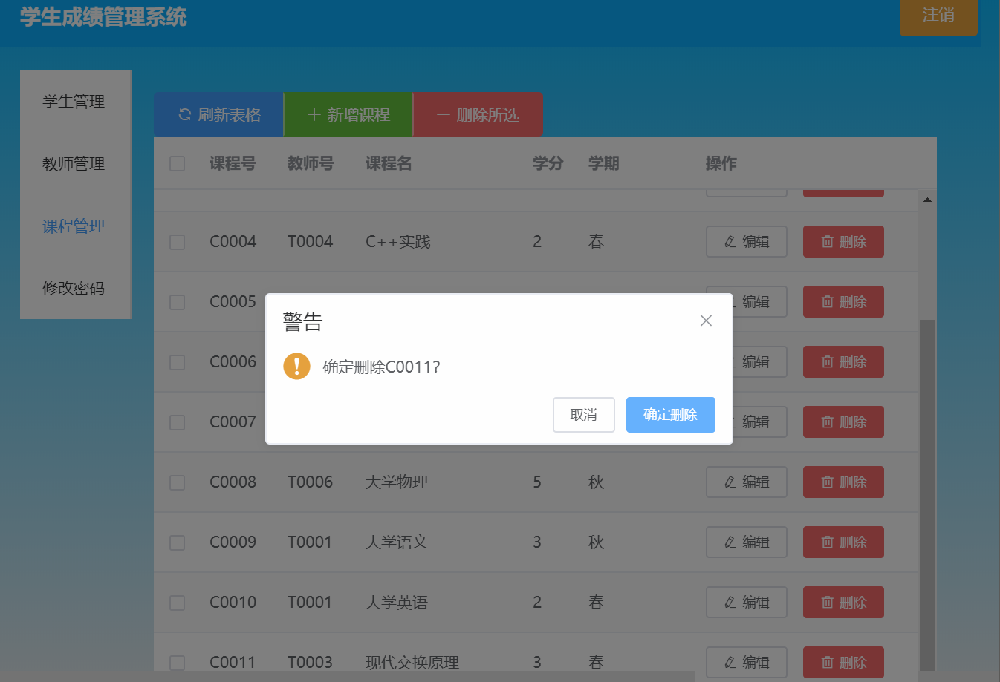 学生成绩管理系统
注销
学生管理
教师管理
课程管理
修改密码
刷新表格 新增课程 删除所选
课程号 教师号 课程名 学分 学期 操作
C0004 T0004 C++实践 2 春 编辑 删除
C0005 编辑 删除
C0006 编辑 删除
C0007 编辑 删除
警告
确定删除C0011?
取消 确定删除
C0008 T0006 大学物理 5 秋 编辑 删除
C0009 T0001 大学语文 3 秋 编辑 删除
C0010 T0001 大学英语 2 春 编辑 删除
C0011 T0003 现代交换原理 3 春 编辑 删除